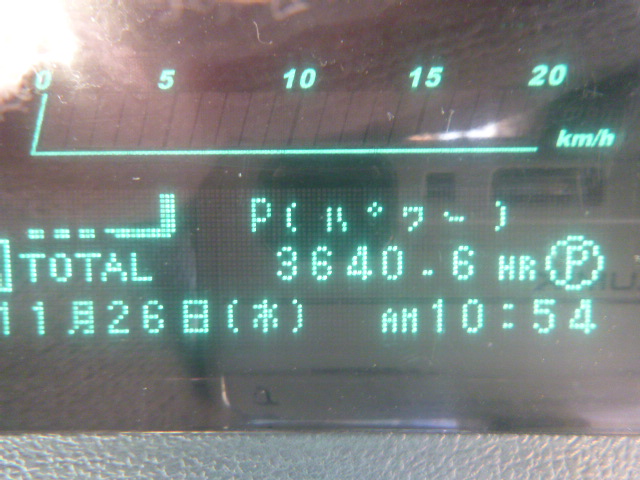 0 5 10 15 20
km/h
P(ﾊﾟﾜｰ)
TOTAL 3640.6 HR Ⓟ
11月26日(水) AM10:54